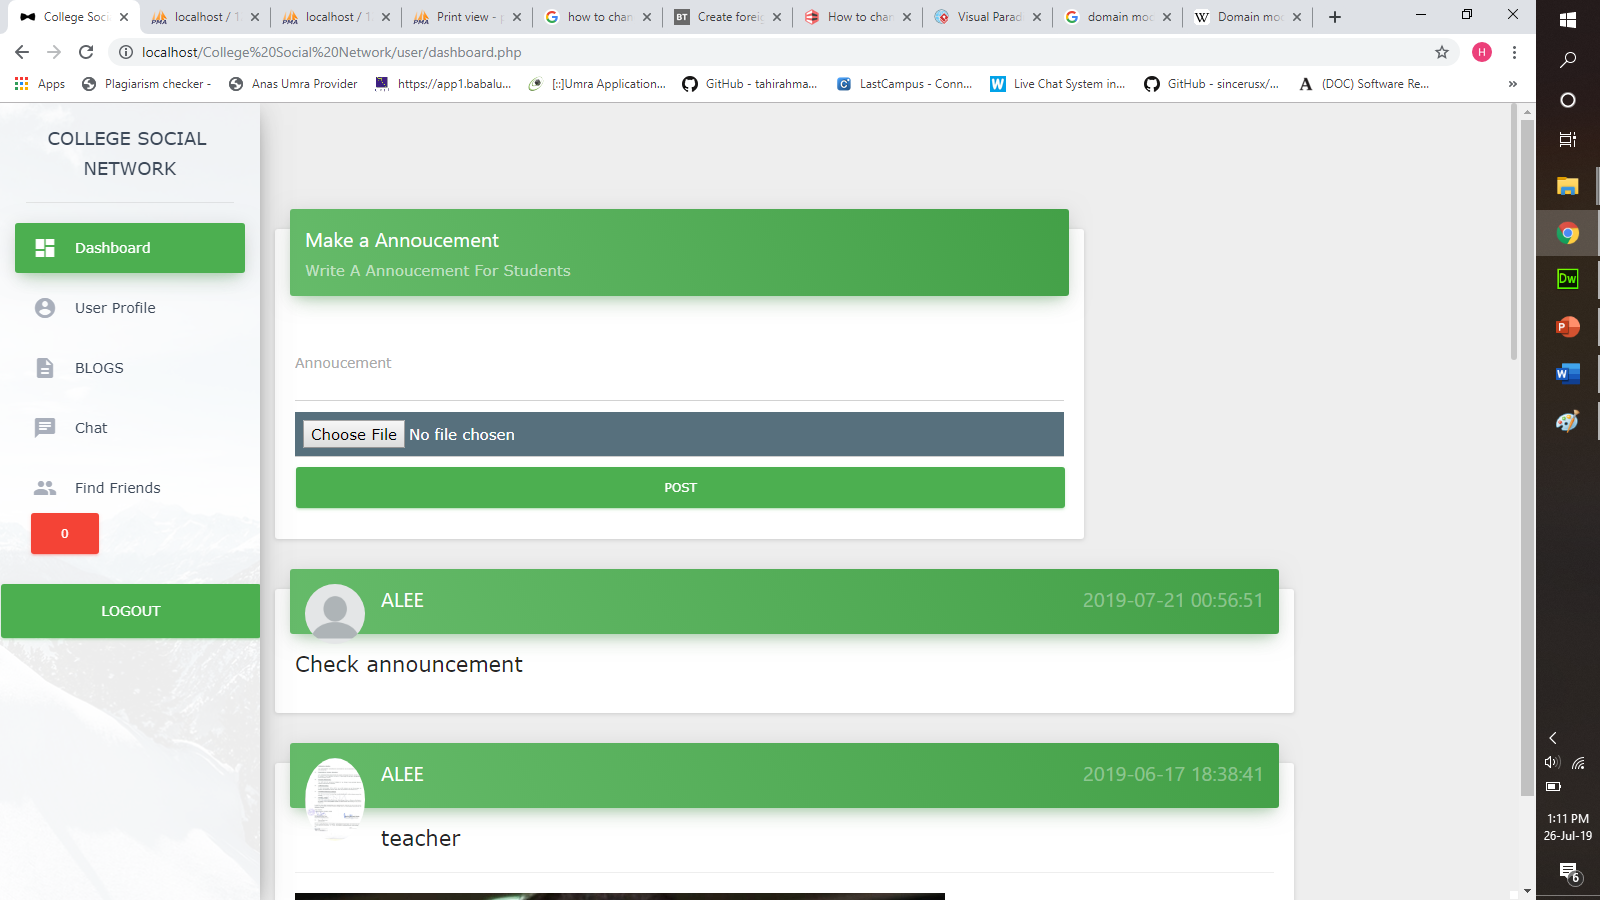 College Soci
localhost / 1
localhost / 1
Print view - p
how to chan
Create foreig
How to chan
Visual Parad
domain mod
Domain mod
localhost/College%20Social%20Network/user/dashboard.php
H
Apps
Plagiarism checker -
Anas Umra Provider
https://app1.babalu...
[::]Umra Application...
GitHub - tahirahma...
LastCampus - Conn...
Live Chat System in...
GitHub - sincerusx/...
(DOC) Software Re...
»
COLLEGE SOCIAL
NETWORK
Dashboard
User Profile
BLOGS
Chat
Find Friends
0
LOGOUT
Make a Annoucement
Write A Annoucement For Students
Annoucement
Choose File No file chosen
POST
ALEE 2019-07-21 00:56:51
Check announcement
ALEE 2019-06-17 18:38:41
teacher
1:11 PM
26-Jul-19
6